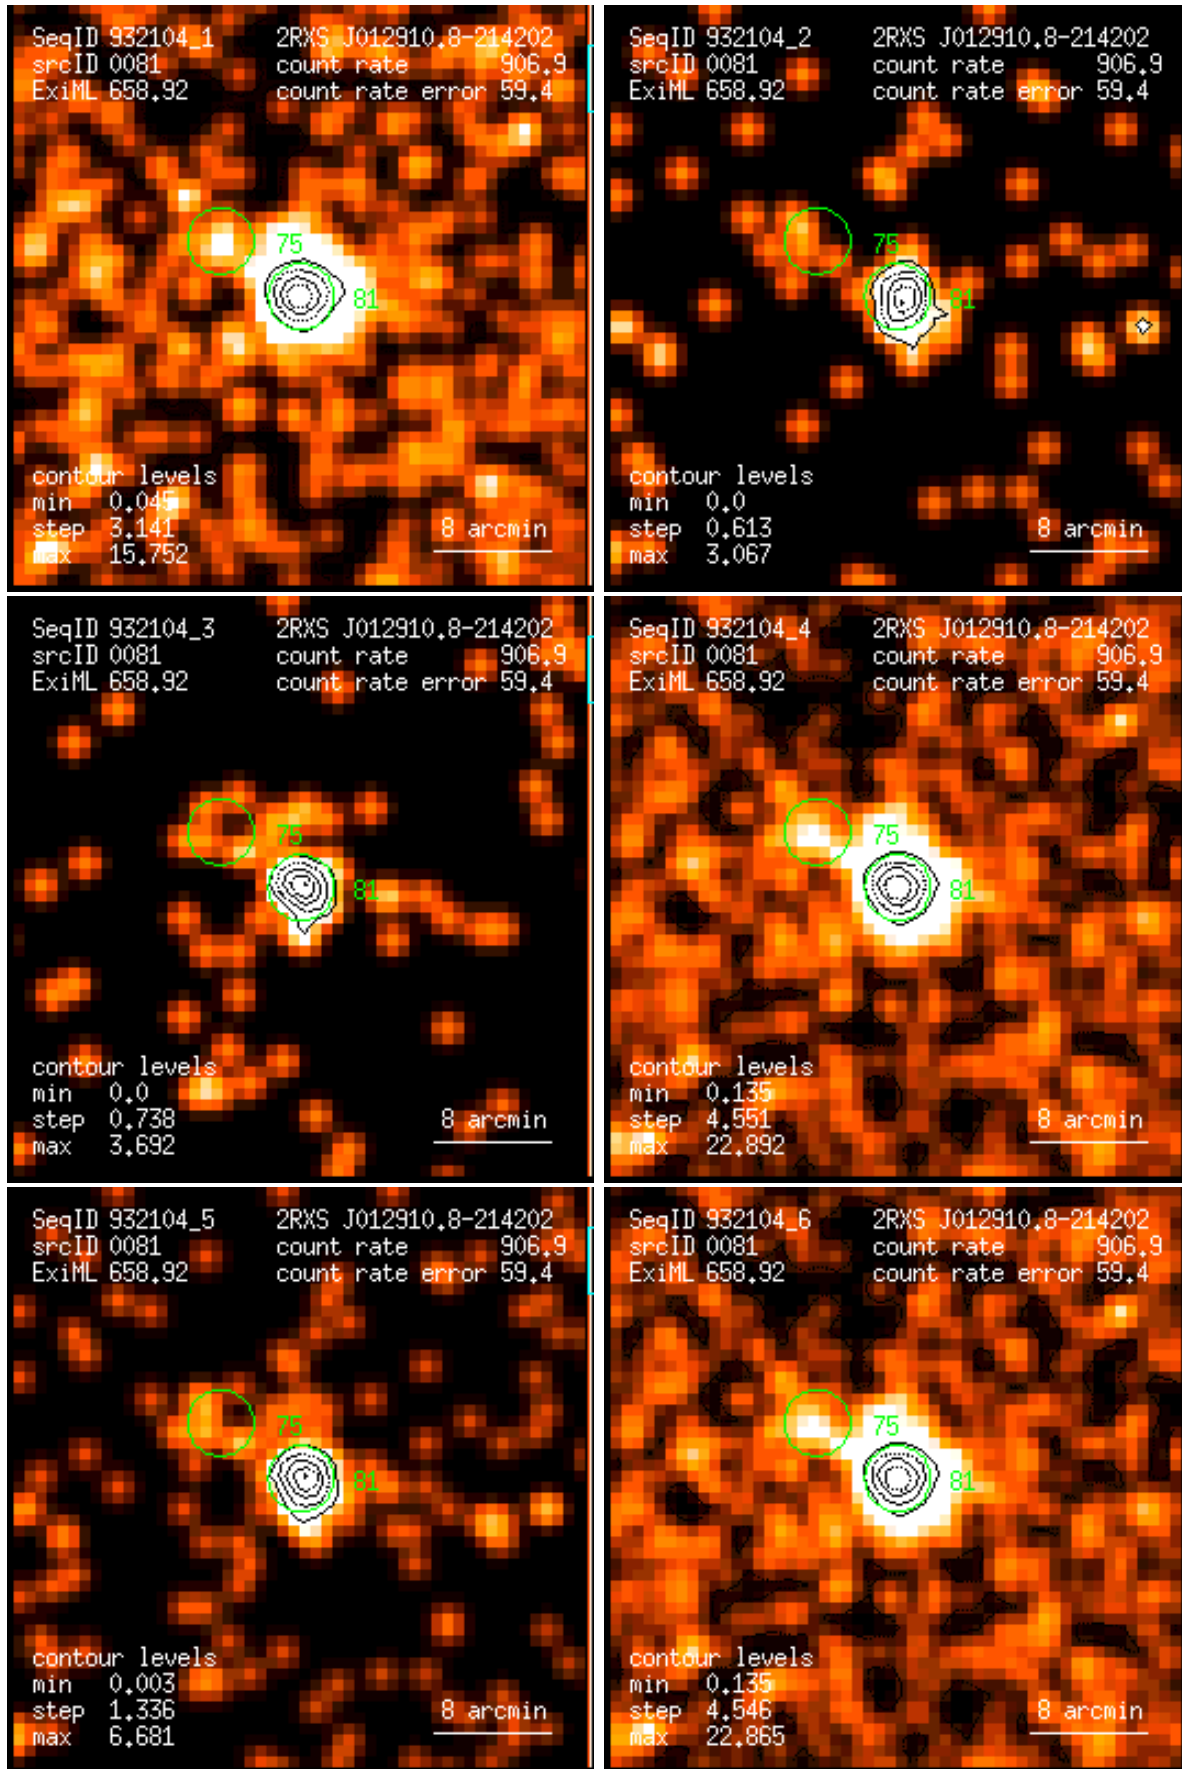 SeqID 932104_1 2RXS J012910.8-214202
srcID 0081 count rate 906.9
ExiML 658.92 count rate error 59.4
75
81
contour levels
min 0.045
step 3.141
max 15.752
8 arcmin
SeqID 932104_2 2RXS J012910.8-214202
srcID 0081 count rate 906.9
ExiML 658.92 count rate error 59.4
75
81
contour levels
min 0.0
step 0.613
max 3.067
8 arcmin
SeqID 932104_3 2RXS J012910.8-214202
srcID 0081 count rate 906.9
ExiML 658.92 count rate error 59.4
75
81
contour levels
min 0.0
step 0.738
max 3.692
8 arcmin
SeqID 932104_4 2RXS J012910.8-214202
srcID 0081 count rate 906.9
ExiML 658.92 count rate error 59.4
75
81
contour levels
min 0.135
step 4.551
max 22.892
8 arcmin
SeqID 932104_5 2RXS J012910.8-214202
srcID 0081 count rate 906.9
ExiML 658.92 count rate error 59.4
75
81
contour levels
min 0.003
step 1.336
max 6.681
8 arcmin
SeqID 932104_6 2RXS J012910.8-214202
srcID 0081 count rate 906.9
ExiML 658.92 count rate error 59.4
75
81
contour levels
min 0.135
step 4.546
max 22.865
8 arcmin